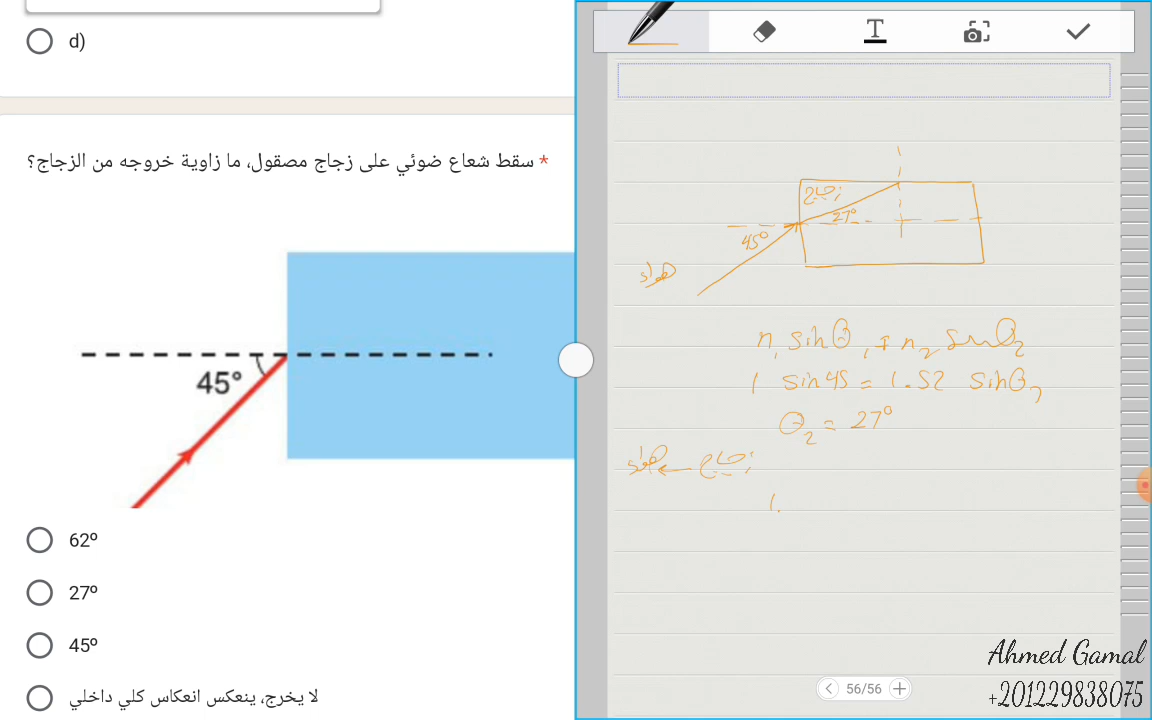 d)
سقط شعاع ضوئي على زجاج مصقول، ما زاوية خروجه من الزجاج؟ *
45°
62º
27º
45º
لا يخرج، ينعكس انعكاس كلي داخلي
T
زجاج
27°
45°
هواء
n₁ sinθ₁ = n₂ sinθ₂
1 sin45 = 1.52 sinθ₂
θ₂ = 27°
زجاج ← هواء
1.
56/56
Ahmed Gamal
+201229838075